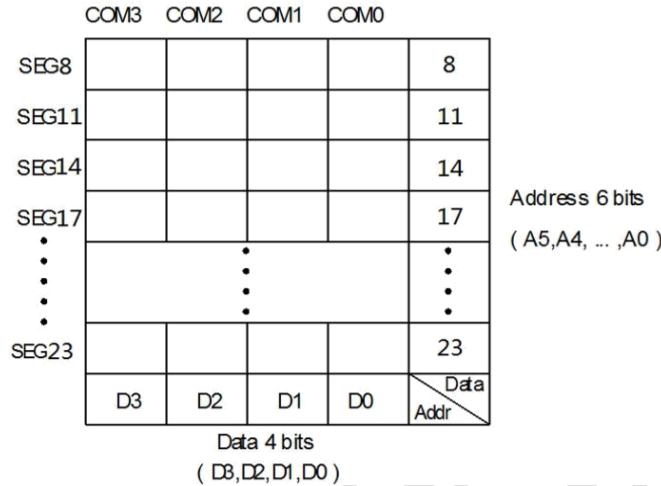 COM3 COM2 COM1 COM0
SEG8 8
SEG11 11
SEG14 14
SEG17 17
Address 6 bits
( A5,A4, ... ,A0 )
SEG23 23
D3 D2 D1 D0 Data
Addr
Data 4 bits
( D3,D2,D1,D0 )